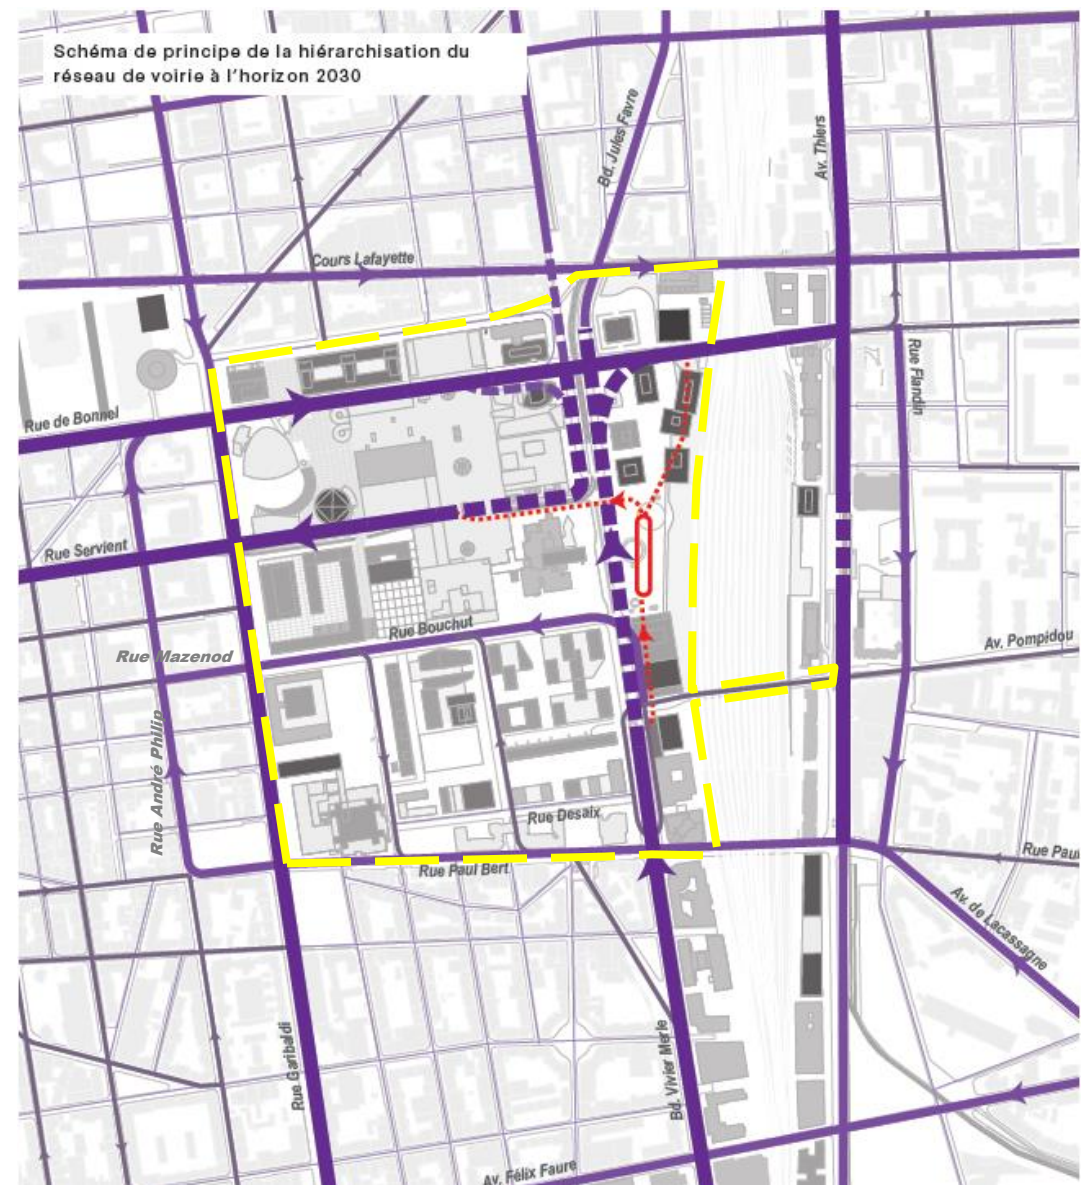 Schéma de principe de la hiérarchisation du
réseau de voirie à l'horizon 2030
Bd. Jules Favre
Av. Thiers
Cours Lafayette
Rue Flandin
Rue de Bonnel
Rue Servient
Rue Bouchut
Av. Pompidou
Rue Mazenod
Rue André Philip
Rue Desaix
Rue Paul Bert
Rue Paul
Av. de Lacassagne
Rue Garibaldi
Bd. Vivier Merle
Av. Félix Faure